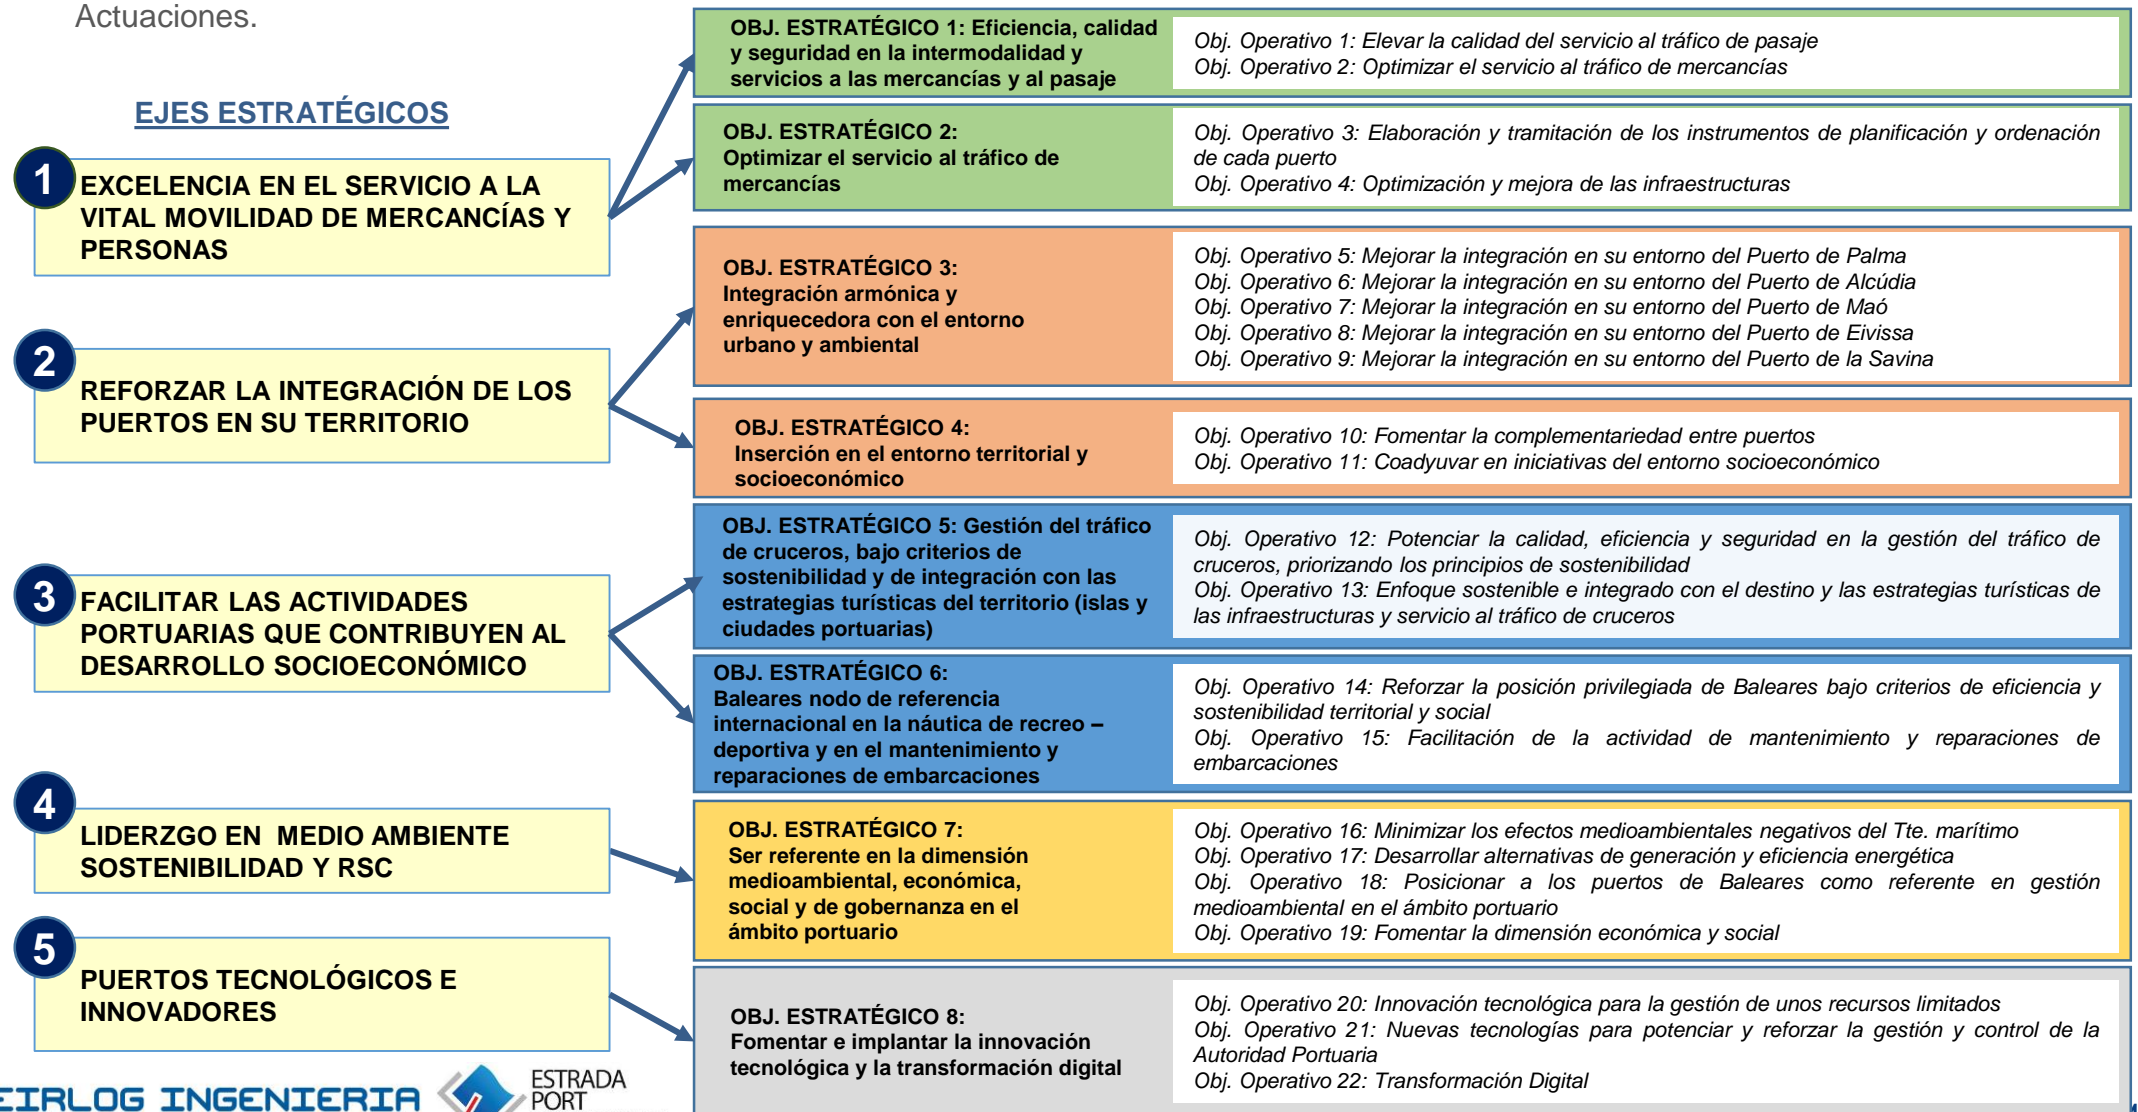 Actuaciones.
EJES ESTRATÉGICOS
1
EXCELENCIA EN EL SERVICIO A LA
VITAL MOVILIDAD DE MERCANCÍAS Y
PERSONAS
OBJ. ESTRATÉGICO 1: Eficiencia, calidad
y seguridad en la intermodalidad y
servicios a las mercancías y al pasaje
Obj. Operativo 1: Elevar la calidad del servicio al tráfico de pasaje
Obj. Operativo 2: Optimizar el servicio al tráfico de mercancías
OBJ. ESTRATÉGICO 2:
Optimizar el servicio al tráfico de
mercancías
Obj. Operativo 3: Elaboración y tramitación de los instrumentos de planificación y ordenación
de cada puerto
Obj. Operativo 4: Optimización y mejora de las infraestructuras
2
REFORZAR LA INTEGRACIÓN DE LOS
PUERTOS EN SU TERRITORIO
OBJ. ESTRATÉGICO 3:
Integración armónica y
enriquecedora con el entorno
urbano y ambiental
Obj. Operativo 5: Mejorar la integración en su entorno del Puerto de Palma
Obj. Operativo 6: Mejorar la integración en su entorno del Puerto de Alcúdia
Obj. Operativo 7: Mejorar la integración en su entorno del Puerto de Maó
Obj. Operativo 8: Mejorar la integración en su entorno del Puerto de Eivissa
Obj. Operativo 9: Mejorar la integración en su entorno del Puerto de la Savina
OBJ. ESTRATÉGICO 4:
Inserción en el entorno territorial y
socioeconómico
Obj. Operativo 10: Fomentar la complementariedad entre puertos
Obj. Operativo 11: Coadyuvar en iniciativas del entorno socioeconómico
3
FACILITAR LAS ACTIVIDADES
PORTUARIAS QUE CONTRIBUYEN AL
DESARROLLO SOCIOECONÓMICO
OBJ. ESTRATÉGICO 5: Gestión del tráfico
de cruceros, bajo criterios de
sostenibilidad y de integración con las
estrategias turísticas del territorio (islas y
ciudades portuarias)
Obj. Operativo 12: Potenciar la calidad, eficiencia y seguridad en la gestión del tráfico de
cruceros, priorizando los principios de sostenibilidad
Obj. Operativo 13: Enfoque sostenible e integrado con el destino y las estrategias turísticas de
las infraestructuras y servicio al tráfico de cruceros
OBJ. ESTRATÉGICO 6:
Baleares nodo de referencia
internacional en la náutica de recreo –
deportiva y en el mantenimiento y
reparaciones de embarcaciones
Obj. Operativo 14: Reforzar la posición privilegiada de Baleares bajo criterios de eficiencia y
sostenibilidad territorial y social
Obj. Operativo 15: Facilitación de la actividad de mantenimiento y reparaciones de
embarcaciones
4
LIDERZGO EN MEDIO AMBIENTE
SOSTENIBILIDAD Y RSC
OBJ. ESTRATÉGICO 7:
Ser referente en la dimensión
medioambiental, económica,
social y de gobernanza en el
ámbito portuario
Obj. Operativo 16: Minimizar los efectos medioambientales negativos del Tte. marítimo
Obj. Operativo 17: Desarrollar alternativas de generación y eficiencia energética
Obj. Operativo 18: Posicionar a los puertos de Baleares como referente en gestión
medioambiental en el ámbito portuario
Obj. Operativo 19: Fomentar la dimensión económica y social
5
PUERTOS TECNOLÓGICOS E
INNOVADORES
OBJ. ESTRATÉGICO 8:
Fomentar e implantar la innovación
tecnológica y la transformación digital
Obj. Operativo 20: Innovación tecnológica para la gestión de unos recursos limitados
Obj. Operativo 21: Nuevas tecnologías para potenciar y reforzar la gestión y control de la
Autoridad Portuaria
Obj. Operativo 22: Transformación Digital
EIRLOG INGENIERIA
ESTRADA
PORT